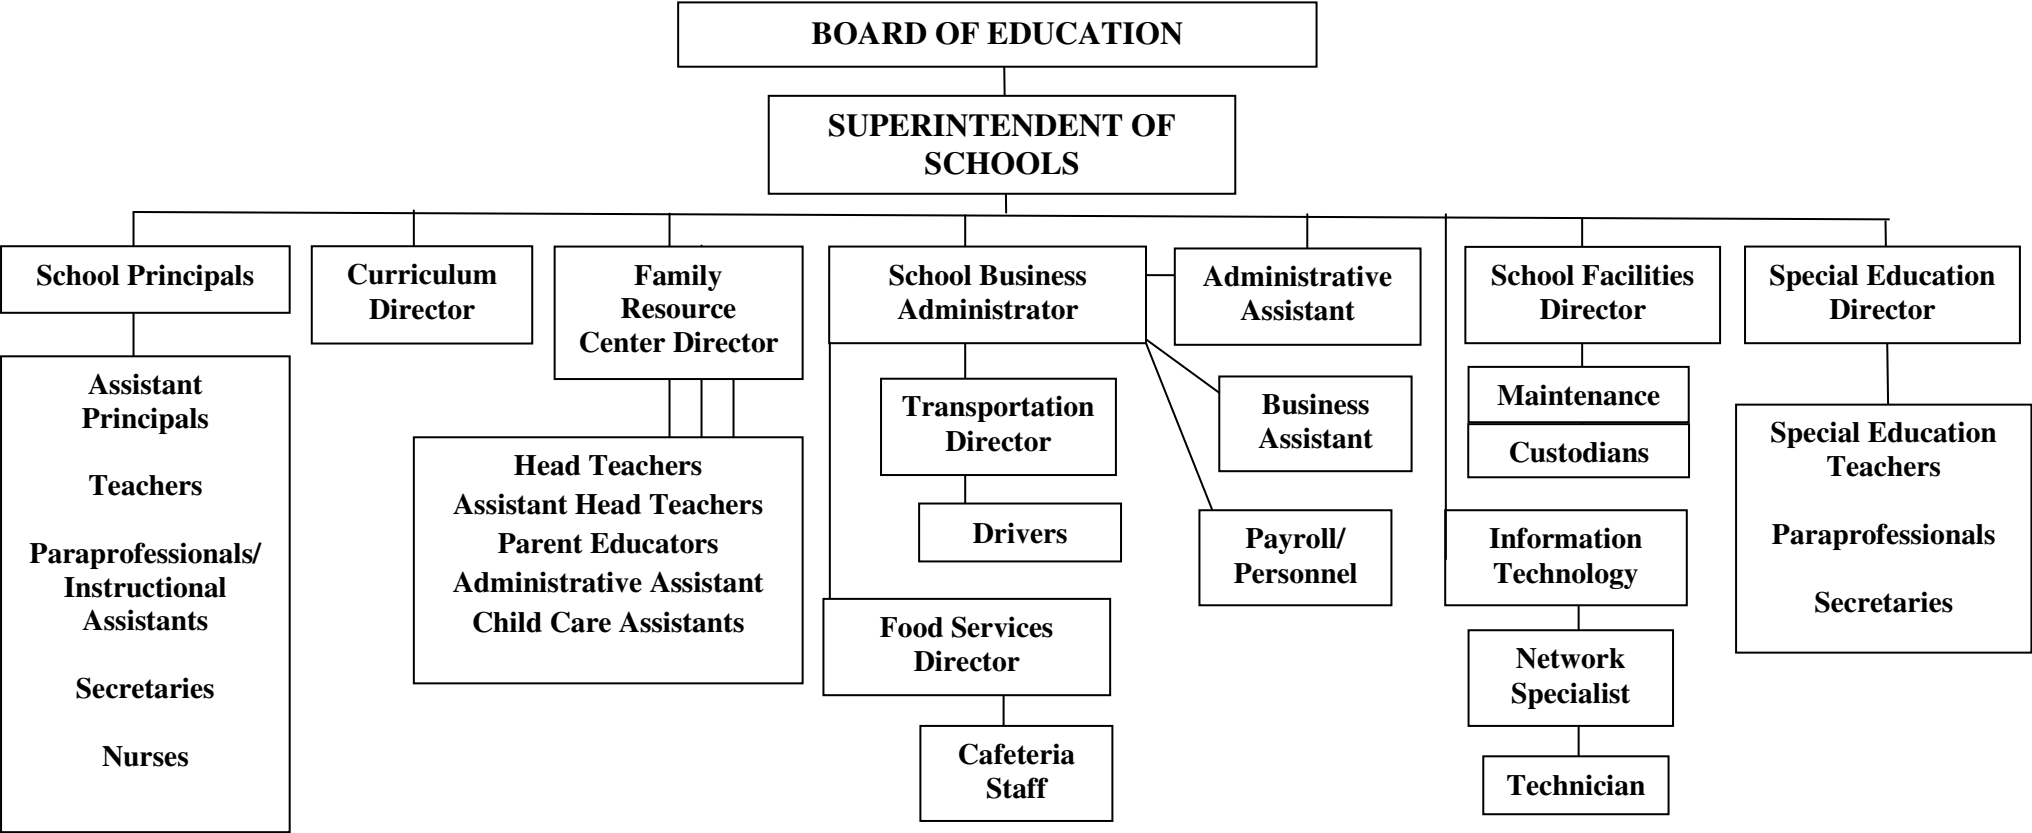 BOARD OF EDUCATION
SUPERINTENDENT OF
SCHOOLS
School Principals
Curriculum
Director
Family
Resource
Center Director
School Business
Administrator
Administrative
Assistant
School Facilities
Director
Special Education
Director
Assistant
Principals
Teachers
Paraprofessionals/
Instructional
Assistants
Secretaries
Nurses
Head Teachers
Assistant Head Teachers
Parent Educators
Administrative Assistant
Child Care Assistants
Transportation
Director
Drivers
Food Services
Director
Cafeteria
Staff
Business
Assistant
Payroll/
Personnel
Maintenance
Custodians
Information
Technology
Network
Specialist
Technician
Special Education
Teachers
Paraprofessionals
Secretaries